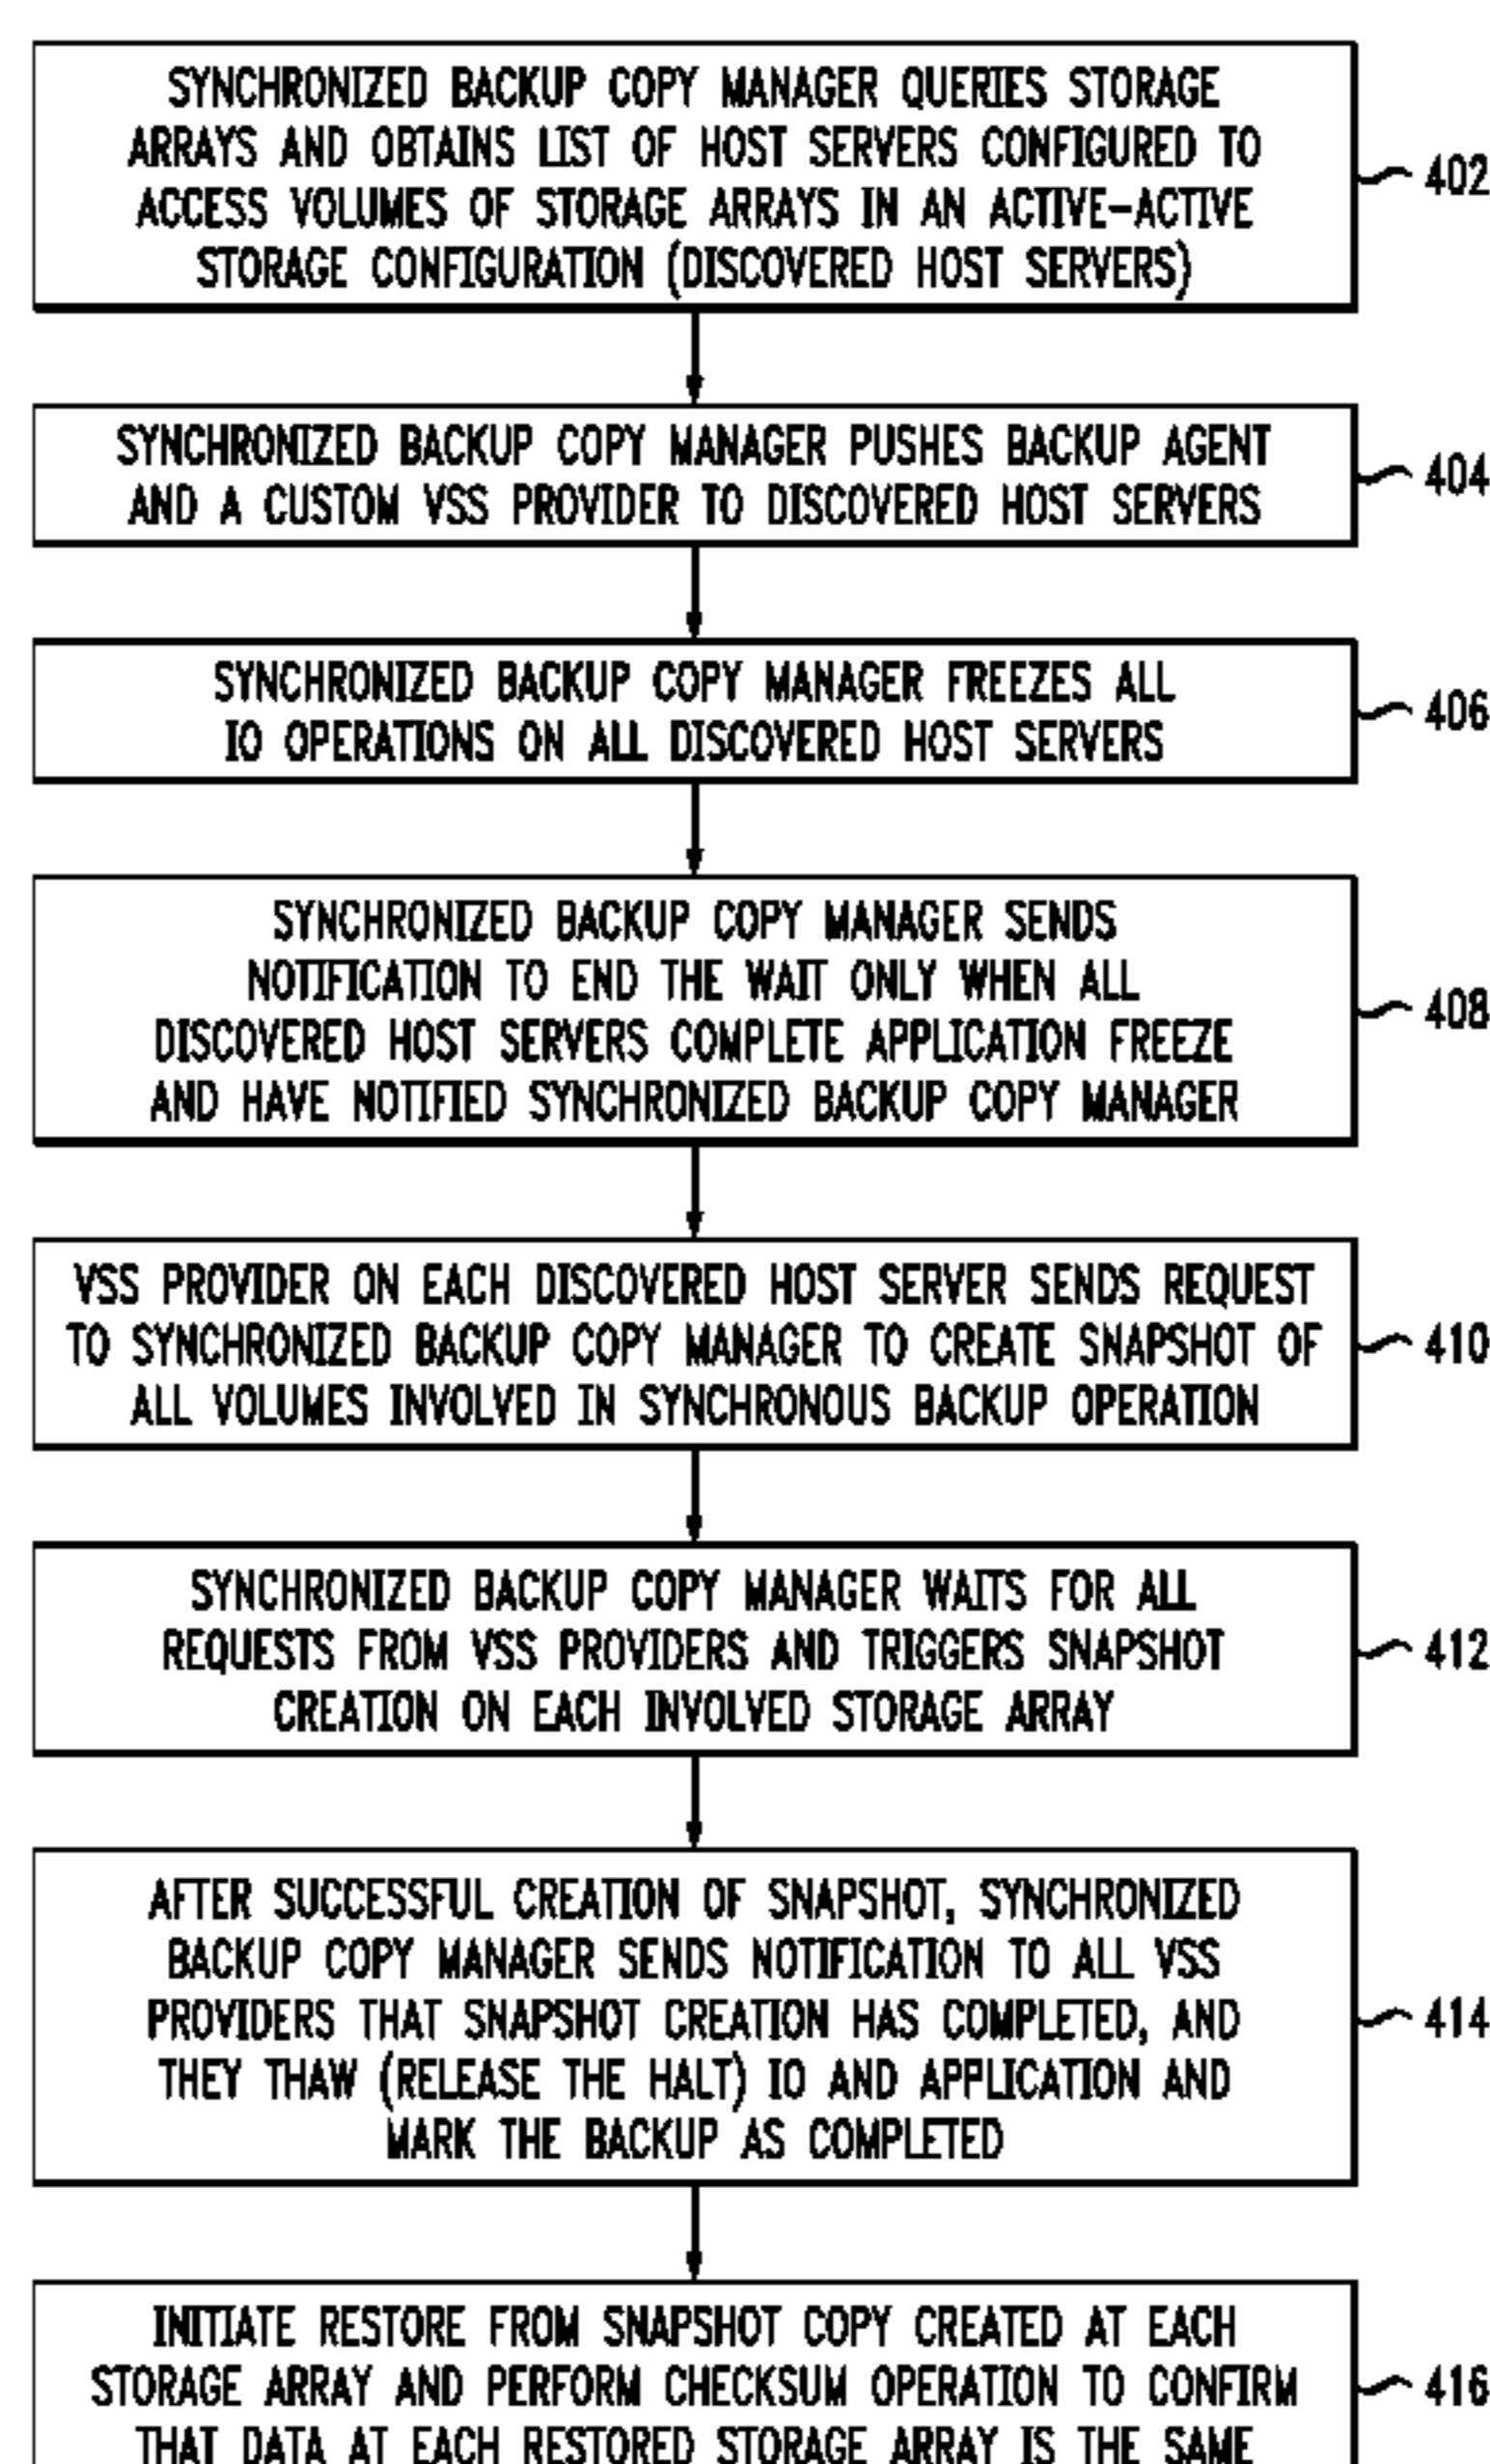 SYNCHRONIZED BACKUP COPY MANAGER QUERIES STORAGE
ARRAYS AND OBTAINS LIST OF HOST SERVERS CONFIGURED TO
ACCESS VOLUMES OF STORAGE ARRAYS IN AN ACTIVE-ACTIVE
STORAGE CONFIGURATION (DISCOVERED HOST SERVERS)
402
SYNCHRONIZED BACKUP COPY MANAGER PUSHES BACKUP AGENT
AND A CUSTOM VSS PROVIDER TO DISCOVERED HOST SERVERS
404
SYNCHRONIZED BACKUP COPY MANAGER FREEZES ALL
IO OPERATIONS ON ALL DISCOVERED HOST SERVERS
406
SYNCHRONIZED BACKUP COPY MANAGER SENDS
NOTIFICATION TO END THE WAIT ONLY WHEN ALL
DISCOVERED HOST SERVERS COMPLETE APPLICATION FREEZE
AND HAVE NOTIFIED SYNCHRONIZED BACKUP COPY MANAGER
408
VSS PROVIDER ON EACH DISCOVERED HOST SERVER SENDS REQUEST
TO SYNCHRONIZED BACKUP COPY MANAGER TO CREATE SNAPSHOT OF
ALL VOLUMES INVOLVED IN SYNCHRONOUS BACKUP OPERATION
410
SYNCHRONIZED BACKUP COPY MANAGER WAITS FOR ALL
REQUESTS FROM VSS PROVIDERS AND TRIGGERS SNAPSHOT
CREATION ON EACH INVOLVED STORAGE ARRAY
412
AFTER SUCCESSFUL CREATION OF SNAPSHOT, SYNCHRONIZED
BACKUP COPY MANAGER SENDS NOTIFICATION TO ALL VSS
PROVIDERS THAT SNAPSHOT CREATION HAS COMPLETED, AND
THEY THAW (RELEASE THE HALT) IO AND APPLICATION AND
MARK THE BACKUP AS COMPLETED
414
INITIATE RESTORE FROM SNAPSHOT COPY CREATED AT EACH
STORAGE ARRAY AND PERFORM CHECKSUM OPERATION TO CONFIRM
THAT DATA AT EACH RESTORED STORAGE ARRAY IS THE SAME
416